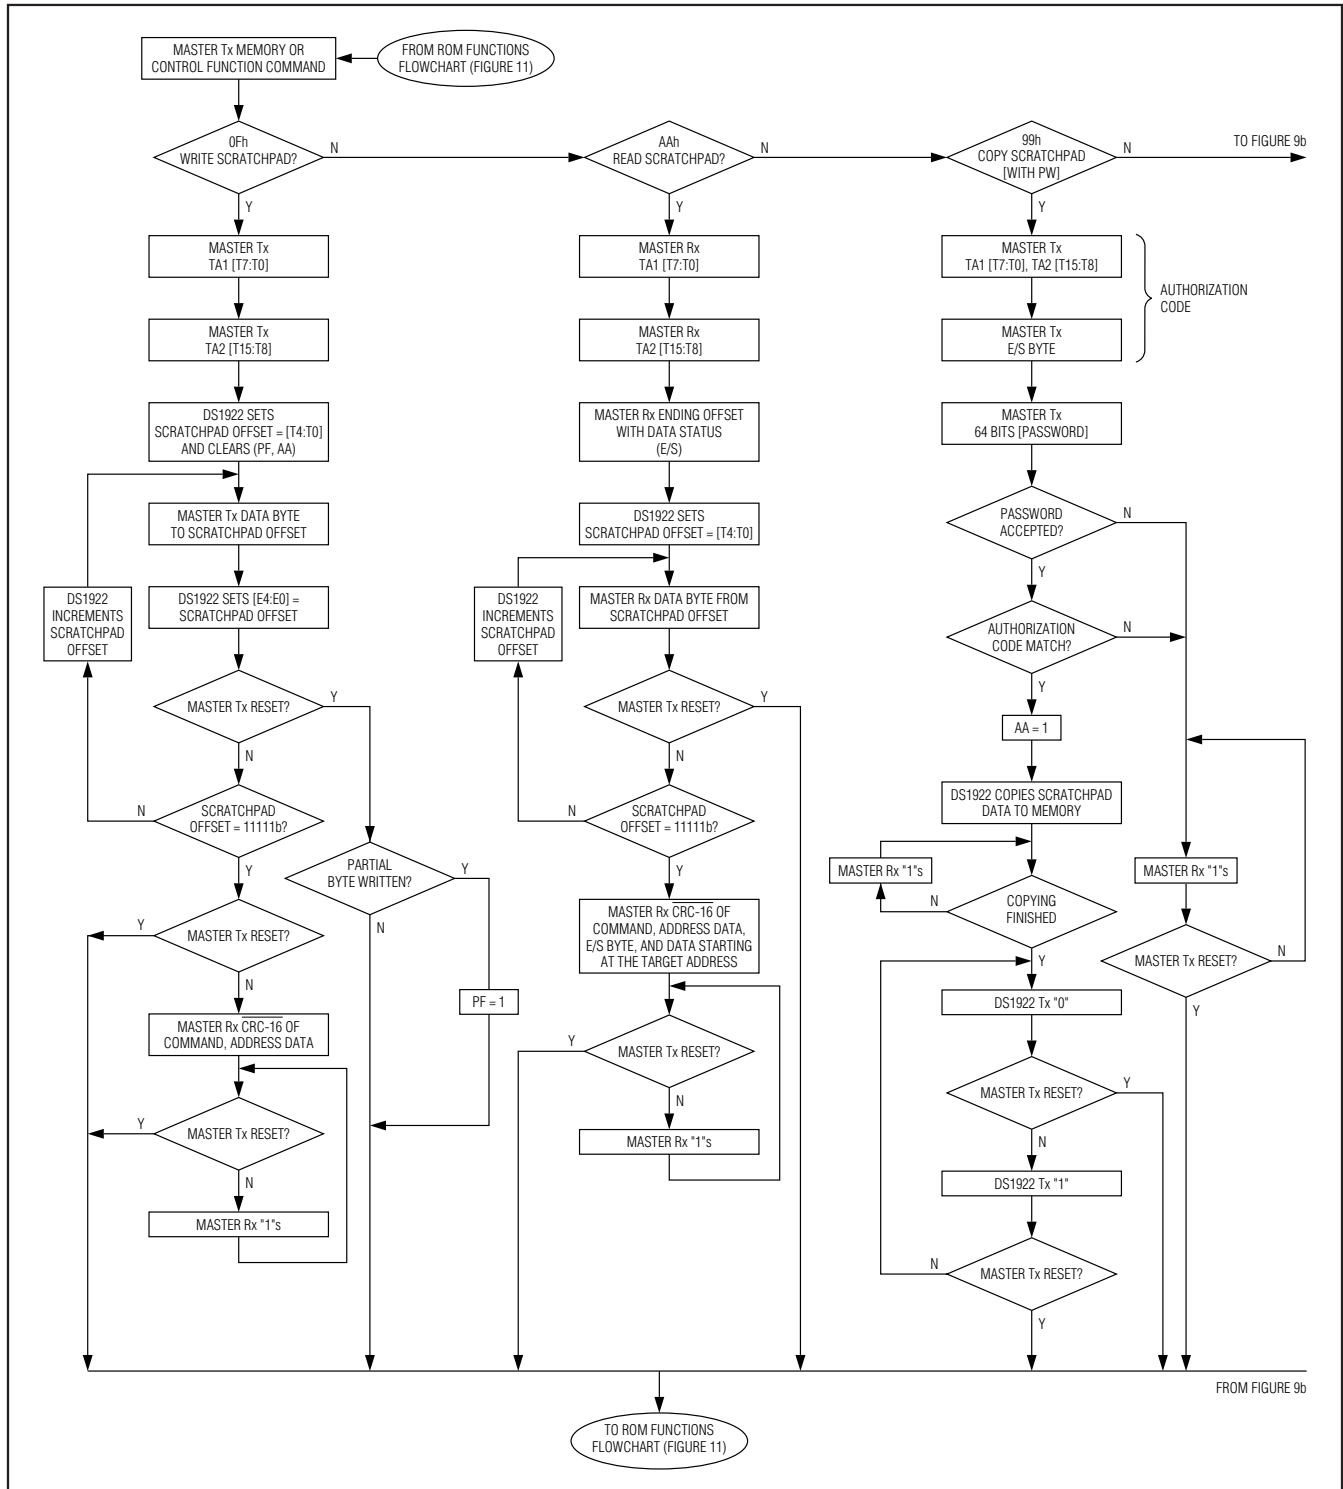 MASTER Tx MEMORY OR
CONTROL FUNCTION COMMAND
FROM ROM FUNCTIONS
FLOWCHART (FIGURE 11)
0Fh
WRITE SCRATCHPAD?
N
Y
AAh
READ SCRATCHPAD?
N
Y
99h
COPY SCRATCHPAD
[WITH PW]
N
Y
TO FIGURE 9b
MASTER Tx
TA1 [T7:T0]
MASTER Tx
TA2 [T15:T8]
DS1922 SETS
SCRATCHPAD OFFSET = [T4:T0]
AND CLEARS (PF, AA)
MASTER Tx DATA BYTE
TO SCRATCHPAD OFFSET
DS1922 SETS [E4:E0] =
SCRATCHPAD OFFSET
DS1922
INCREMENTS
SCRATCHPAD
OFFSET
MASTER Tx RESET?
Y
N
SCRATCHPAD
OFFSET = 11111b?
N
Y
PARTIAL
BYTE WRITTEN?
Y
N
PF = 1
MASTER Tx RESET?
Y
N
MASTER Rx CRC-16 OF
COMMAND, ADDRESS DATA
MASTER Tx RESET?
Y
N
MASTER Rx "1"s
MASTER Rx
TA1 [T7:T0]
MASTER Rx
TA2 [T15:T8]
MASTER Rx ENDING OFFSET
WITH DATA STATUS
(E/S)
DS1922 SETS
SCRATCHPAD OFFSET = [T4:T0]
MASTER Rx DATA BYTE FROM
SCRATCHPAD OFFSET
DS1922
INCREMENTS
SCRATCHPAD
OFFSET
MASTER Tx RESET?
Y
N
SCRATCHPAD
OFFSET = 11111b?
N
Y
MASTER Rx CRC-16 OF
COMMAND, ADDRESS DATA,
E/S BYTE, AND DATA STARTING
AT THE TARGET ADDRESS
MASTER Tx RESET?
Y
N
MASTER Rx "1"s
MASTER Tx
TA1 [T7:T0], TA2 [T15:T8]
MASTER Tx
E/S BYTE
AUTHORIZATION
CODE
MASTER Tx
64 BITS [PASSWORD]
PASSWORD
ACCEPTED?
N
Y
AUTHORIZATION
CODE MATCH?
N
Y
AA = 1
DS1922 COPIES SCRATCHPAD
DATA TO MEMORY
MASTER Rx "1"s
COPYING
FINISHED
N
Y
MASTER Rx "1"s
MASTER Tx RESET?
N
Y
DS1922 Tx "0"
MASTER Tx RESET?
Y
N
DS1922 Tx "1"
MASTER Tx RESET?
N
Y
FROM FIGURE 9b
TO ROM FUNCTIONS
FLOWCHART (FIGURE 11)